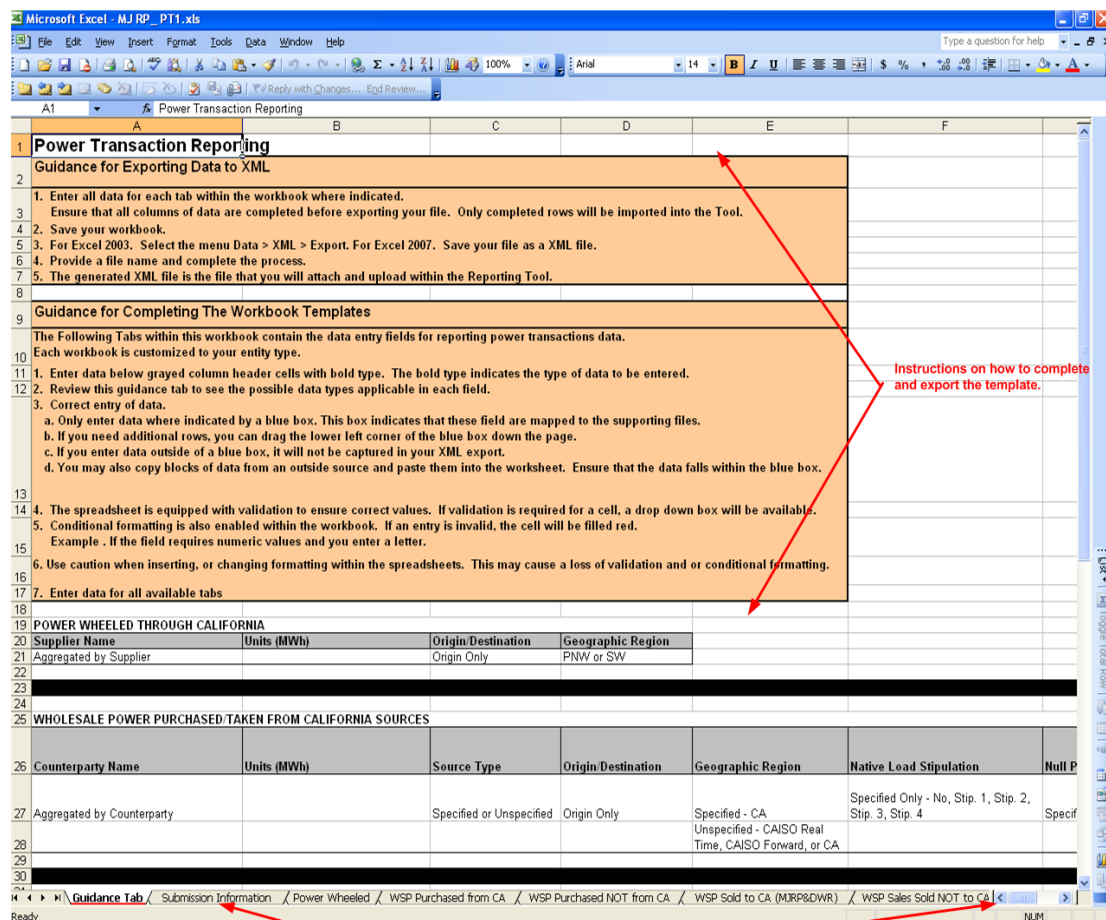 Microsoft Excel - MJRP_PT1.xls
File Edit View Insert Format Tools Data Window Help
Type a question for help
100%
Arial
14
B I U
$ % ,
Reply with Changes... End Review...
A1
fx Power Transaction Reporting
A B C D E F
1 Power Transaction Reporting
2 Guidance for Exporting Data to XML
1. Enter all data for each tab within the workbook where indicated.
3 Ensure that all columns of data are completed before exporting your file. Only completed rows will be imported into the Tool.
4 2. Save your workbook.
5 3. For Excel 2003. Select the menu Data > XML > Export. For Excel 2007. Save your file as a XML file.
6 4. Provide a file name and complete the process.
7 5. The generated XML file is the file that you will attach and upload within the Reporting Tool.
8
9 Guidance for Completing The Workbook Templates
The Following Tabs within this workbook contain the data entry fields for reporting power transactions data.
10 Each workbook is customized to your entity type.
11 1. Enter data below grayed column header cells with bold type. The bold type indicates the type of data to be entered.
12 2. Review this guidance tab to see the possible data types applicable in each field.
3. Correct entry of data.
a. Only enter data where indicated by a blue box. This box indicates that these field are mapped to the supporting files.
b. If you need additional rows, you can drag the lower left corner of the blue box down the page.
c. If you enter data outside of a blue box, it will not be captured in your XML export.
d. You may also copy blocks of data from an outside source and paste them into the worksheet. Ensure that the data falls within the blue box.
13
14 4. The spreadsheet is equipped with validation to ensure correct values. If validation is required for a cell, a drop down box will be available.
5. Conditional formatting is also enabled within the workbook. If an entry is invalid, the cell will be filled red.
15 Example . If the field requires numeric values and you enter a letter.
16 6. Use caution when inserting, or changing formatting within the spreadsheets. This may cause a loss of validation and or conditional formatting.
17 7. Enter data for all available tabs
Instructions on how to complete
and export the template.
18
19 POWER WHEELED THROUGH CALIFORNIA
20 Supplier Name Units (MWh) Origin/Destination Geographic Region
21 Aggregated by Supplier Origin Only PNW or SW
22
23
24
25 WHOLESALE POWER PURCHASED/TAKEN FROM CALIFORNIA SOURCES
26 Counterparty Name Units (MWh) Source Type Origin/Destination Geographic Region Native Load Stipulation Null P
Specified Only - No, Stip. 1, Stip. 2,
27 Aggregated by Counterparty Specified or Unspecified Origin Only Specified - CA Stip. 3, Stip. 4 Specif
Unspecified - CAISO Real
28 Time, CAISO Forward, or CA
29
30
Guidance Tab Submission Information Power Wheeled WSP Purchased from CA WSP Purchased NOT from CA WSP Sold to CA (MJRP&DWR) WSP Sales Sold NOT to CA
Ready NUM
Toggle Total Row